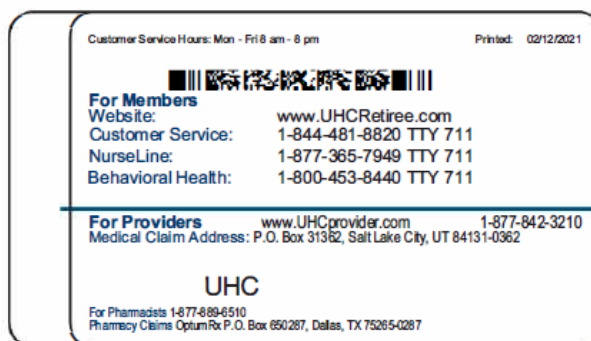 Customer Service Hours: Mon - Fri 8 am - 8 pm Printed: 02/12/2021
For Members
Website: www.UHCRetiree.com
Customer Service: 1-844-481-8820 TTY 711
NurseLine: 1-877-365-7949 TTY 711
Behavioral Health: 1-800-453-8440 TTY 711
For Providers www.UHCprovider.com 1-877-842-3210
Medical Claim Address: P.O. Box 31362, Salt Lake City, UT 84131-0362
UHC
For Pharmacists 1-877-889-6510
Pharmacy Claims OptumRx P.O. Box 650287, Dallas, TX 75265-0287